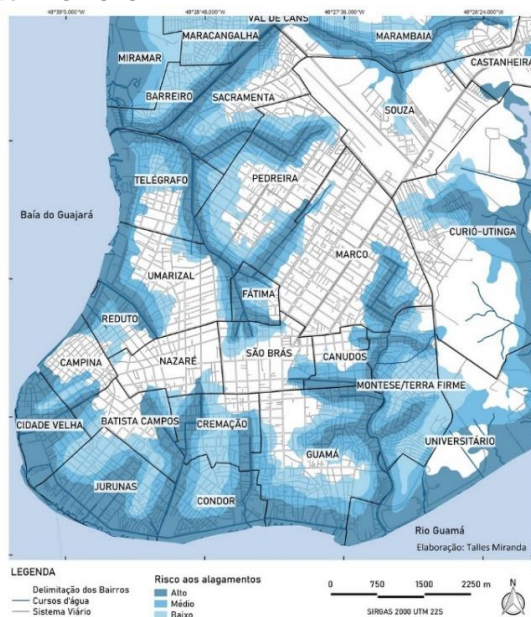 48°28'48.000"W
48°27'36.000"W
48°26'24.000"W
VAL DE CANS
MARACANGALHA
MARAMBAIA
CASTANHEIRA
MIRAMAR
BARREIRO
SACRAMENTA
SOUZA
TELÉGRAFO
PEDREIRA
Baía do Guajará
CURIÓ-UTINGA
MARCO
UMARIZAL
FÁTIMA
REDUTO
SÃO BRÁS
CAMPINA
NAZARÉ
CANUDOS
MONTESE/TERRA FIRME
CIDADE VELHA
BATISTA CAMPOS
CREMAÇÃO
UNIVERSITÁRIO
GUAMÁ
JURUNAS
CONDOR
Rio Guamá
Elaboração: Talles Miranda
LEGENDA
Delimitação dos Bairros
Cursos d'água
Sistema Viário
Risco aos alagamentos
Alto
Médio
Baixo
0 750 1500 2250 m
SIRGAS 2000 UTM 22S
N